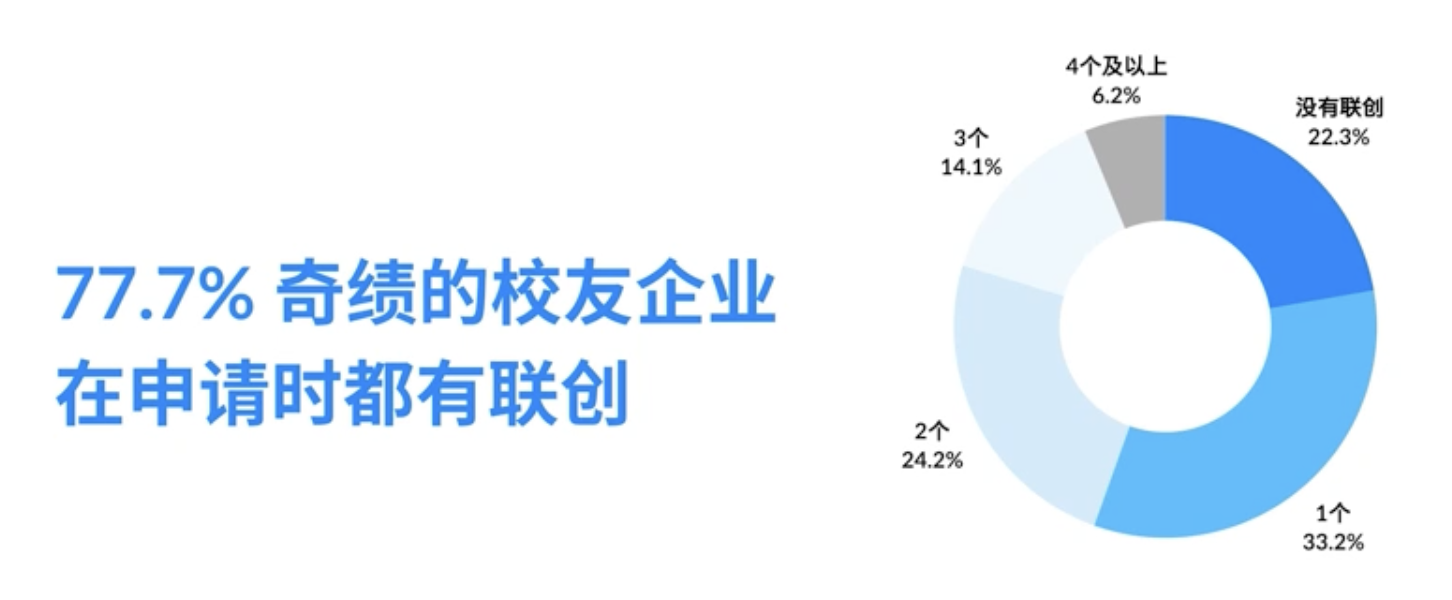 77.7% 奇绩的校友企业
在申请时都有联创
4个及以上
6.2%
没有联创
22.3%
3个
14.1%
2个
24.2%
1个
33.2%